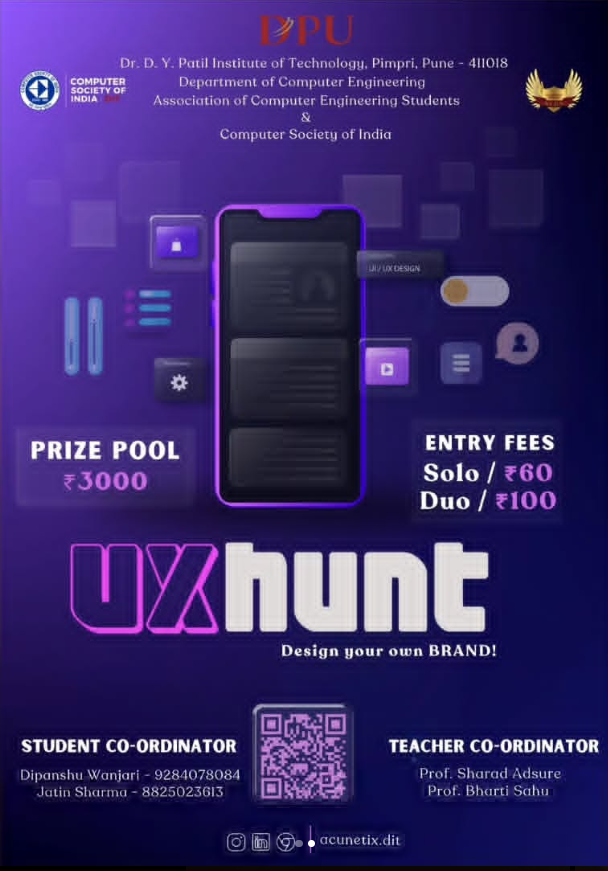 DPU
Dr. D. Y. Patil Institute of Technology, Pimpri, Pune - 411018
Department of Computer Engineering
Association of Computer Engineering Students
&
Computer Society of India
COMPUTER
SOCIETY OF
INDIA
UI / UX DESIGN
PRIZE POOL
₹3000
ENTRY FEES
Solo / ₹60
Duo / ₹100
UXhunt
Design your own BRAND!
STUDENT CO-ORDINATOR
Dipanshu Wanjari - 9284078084
Jatin Sharma - 8825023613
TEACHER CO-ORDINATOR
Prof. Sharad Adsure
Prof. Bharti Sahu
acunetix.dit